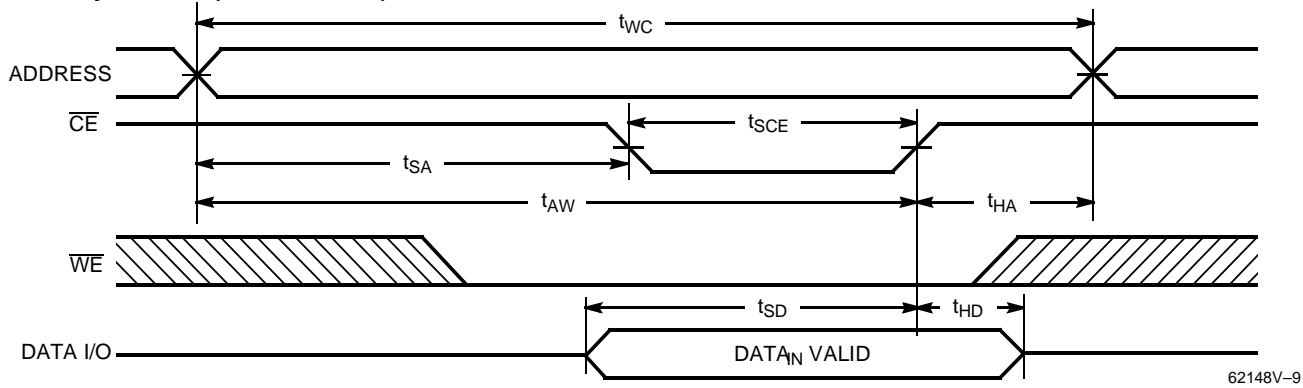 tWC
ADDRESS
CE
tSCE
tSA
tAW
tHA
WE
tSD
tHD
DATA I/O
DATAIN VALID
62148V–9